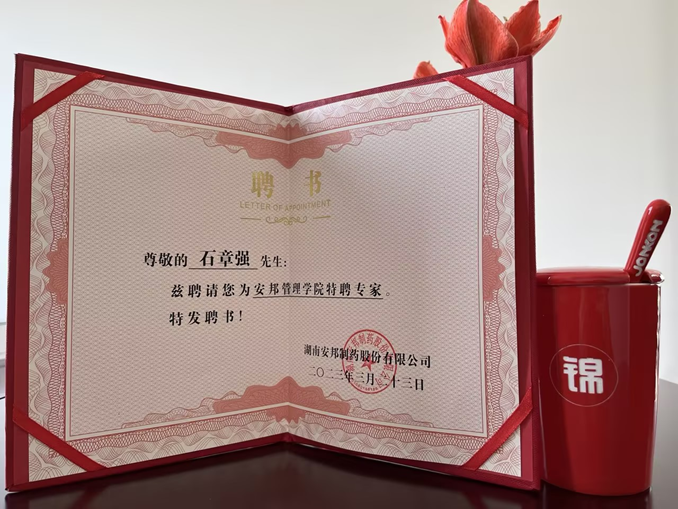 聘书
LETTER OF APPOINTMENT
尊敬的 石章强 先生:
兹聘请您为安邦管理学院特聘专家。
特发聘书!
湖南安邦制药股份有限公司
二〇二三年三月二十三日
JONKON
锦